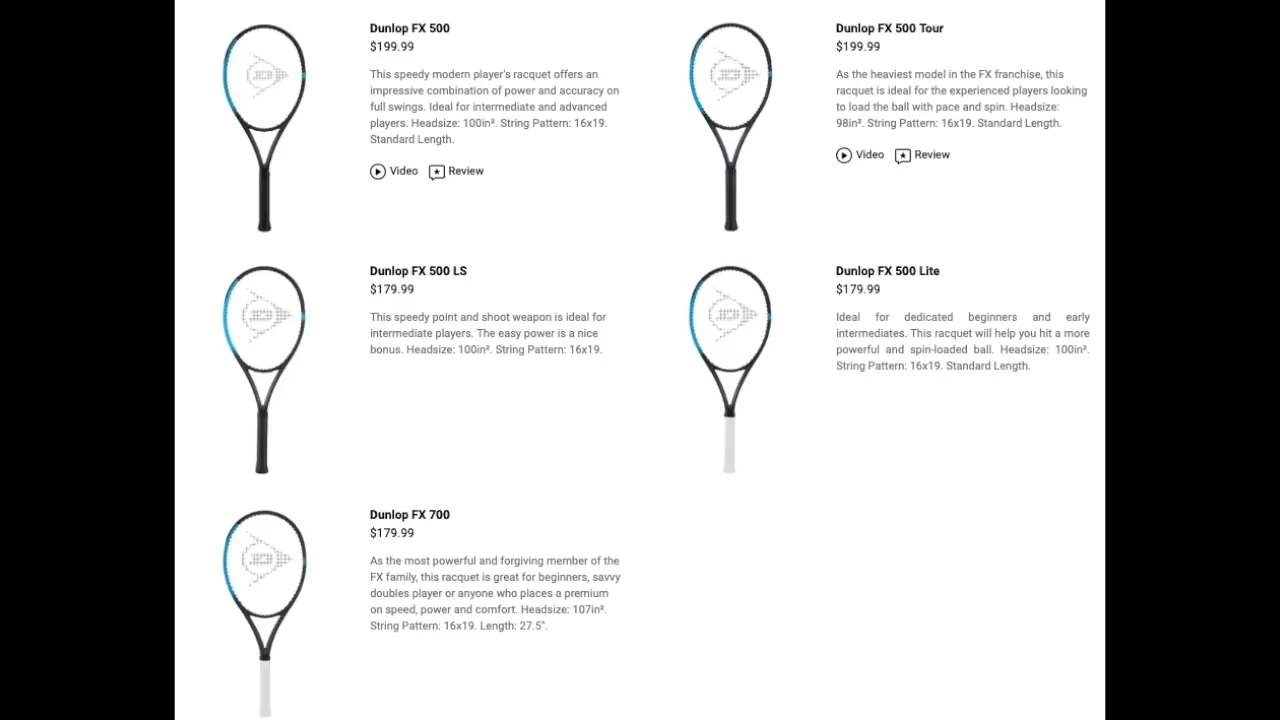 Dunlop FX 500
$199.99
This speedy modern player's racquet offers an
impressive combination of power and accuracy on
full swings. Ideal for intermediate and advanced
players. Headsize: 100in². String Pattern: 16x19.
Standard Length.
Video Review
Dunlop FX 500 Tour
$199.99
As the heaviest model in the FX franchise, this
racquet is ideal for the experienced players looking
to load the ball with pace and spin. Headsize:
98in². String Pattern: 16x19. Standard Length.
Video Review
Dunlop FX 500 LS
$179.99
This speedy point and shoot weapon is ideal for
intermediate players. The easy power is a nice
bonus. Headsize: 100in². String Pattern: 16x19.
Dunlop FX 500 Lite
$179.99
Ideal for dedicated beginners and early
intermediates. This racquet will help you hit a more
powerful and spin-loaded ball. Headsize: 100in².
String Pattern: 16x19. Standard Length.
Dunlop FX 700
$179.99
As the most powerful and forgiving member of the
FX family, this racquet is great for beginners, savvy
doubles player or anyone who places a premium
on speed, power and comfort. Headsize: 107in².
String Pattern: 16x19. Length: 27.5".